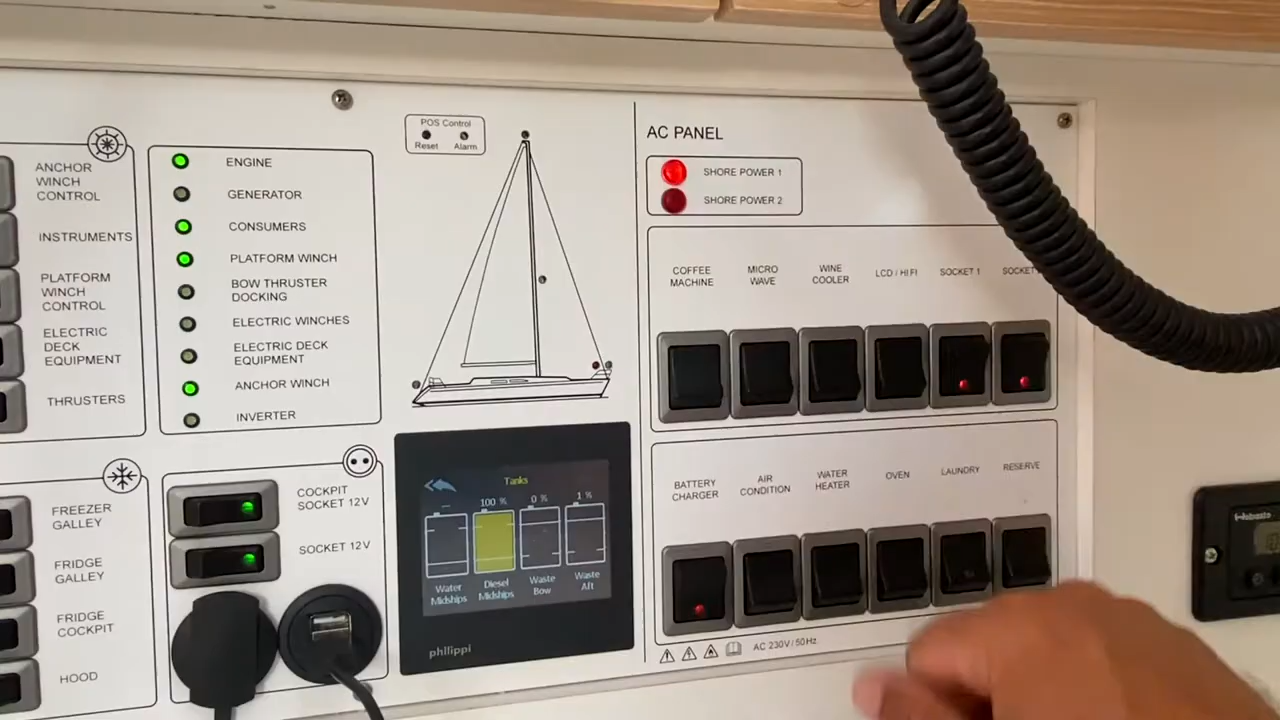 ANCHOR
WINCH
CONTROL
INSTRUMENTS
PLATFORM
WINCH
CONTROL
ELECTRIC
DECK
EQUIPMENT
THRUSTERS
FREEZER
GALLEY
FRIDGE
GALLEY
FRIDGE
COCKPIT
HOOD
ENGINE
GENERATOR
CONSUMERS
PLATFORM WINCH
BOW THRUSTER
DOCKING
ELECTRIC WINCHES
ELECTRIC DECK
EQUIPMENT
ANCHOR WINCH
INVERTER
COCKPIT
SOCKET 12V
SOCKET 12V
POS Control
Reset Alarm
Tanks
-- 100 % 0 % 1 %
Water
Midships
Diesel
Midships
Waste
Bow
Waste
Aft
philippi
AC PANEL
SHORE POWER 1
SHORE POWER 2
COFFEE
MACHINE
MICRO
WAVE
WINE
COOLER
LCD / HIFI
SOCKET 1
SOCKET
BATTERY
CHARGER
AIR
CONDITION
WATER
HEATER
OVEN
LAUNDRY
RESERVE
AC 230V / 50Hz
Webasto